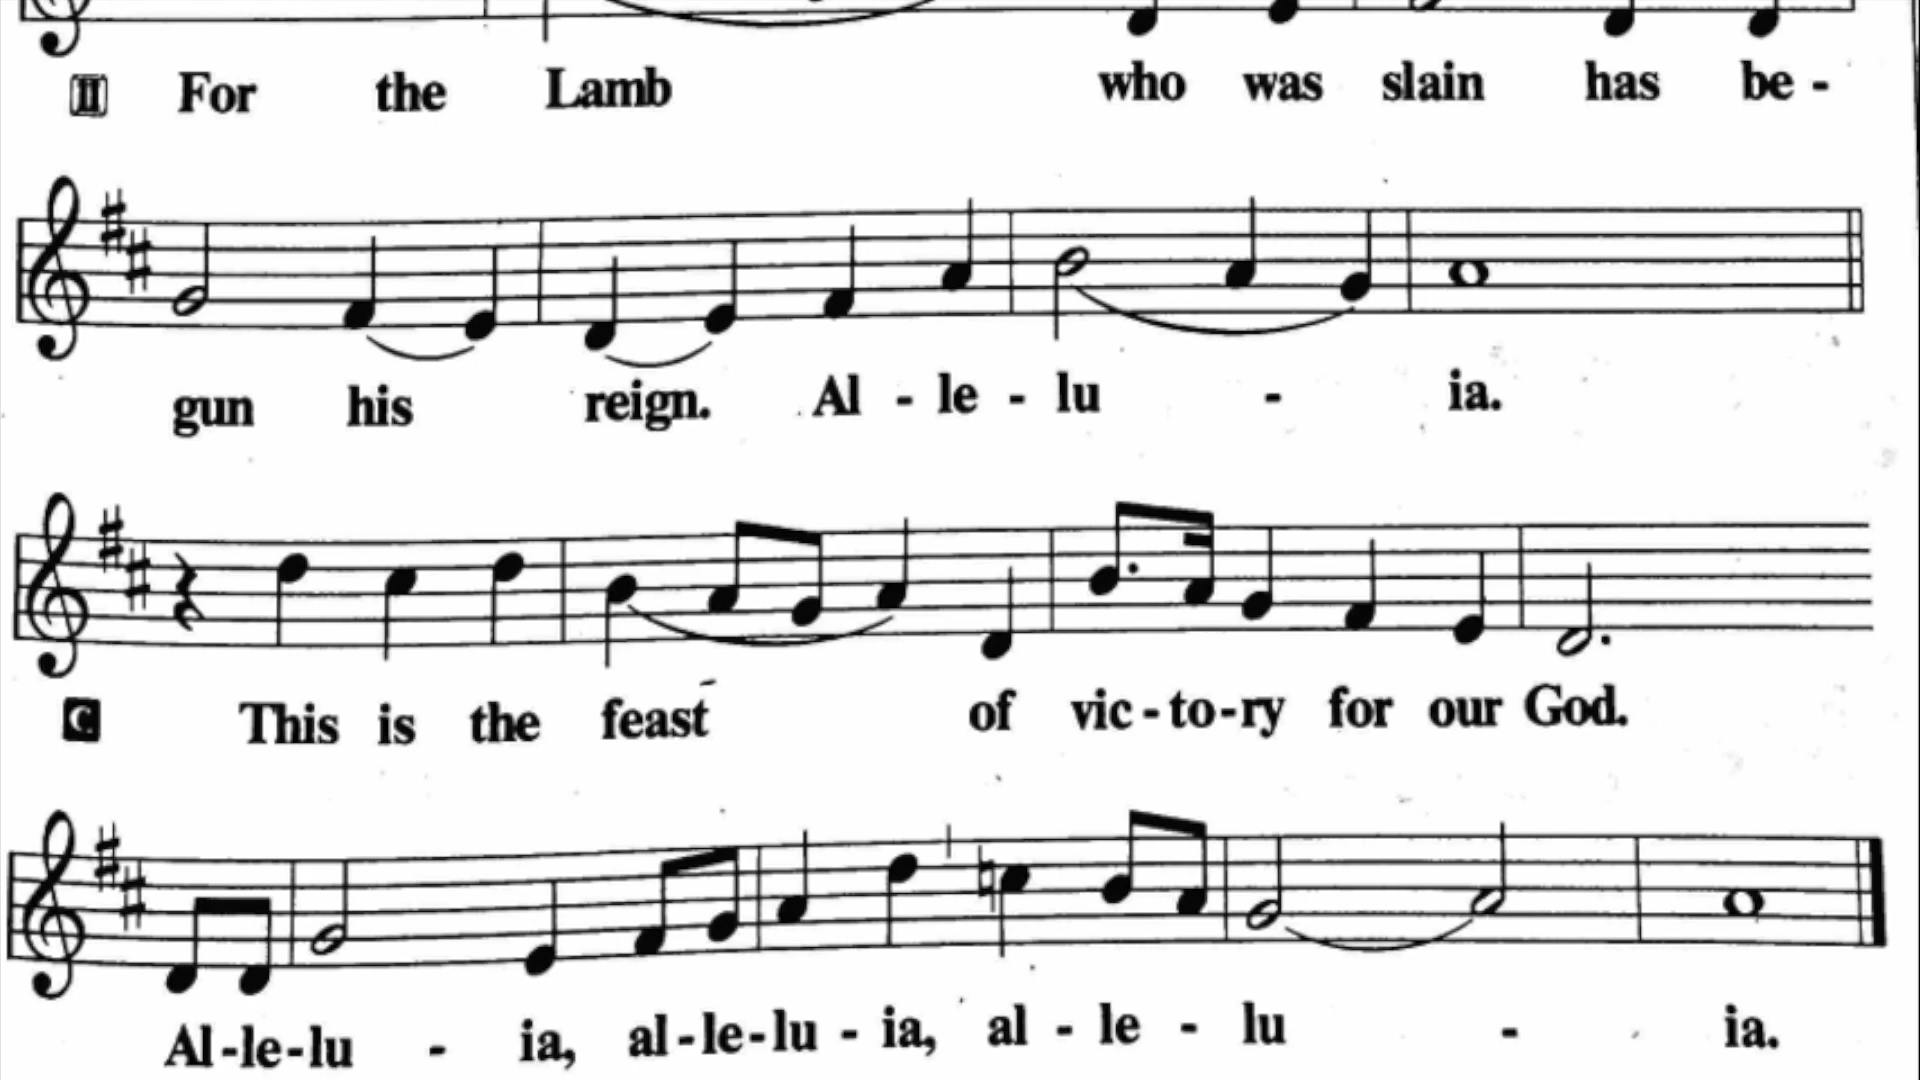 II For the Lamb who was slain has be -
gun his reign. Al - le - lu - ia.
C This is the feast of vic - to - ry for our God.
Al - le - lu - ia, al - le - lu - ia, al - le - lu - ia.